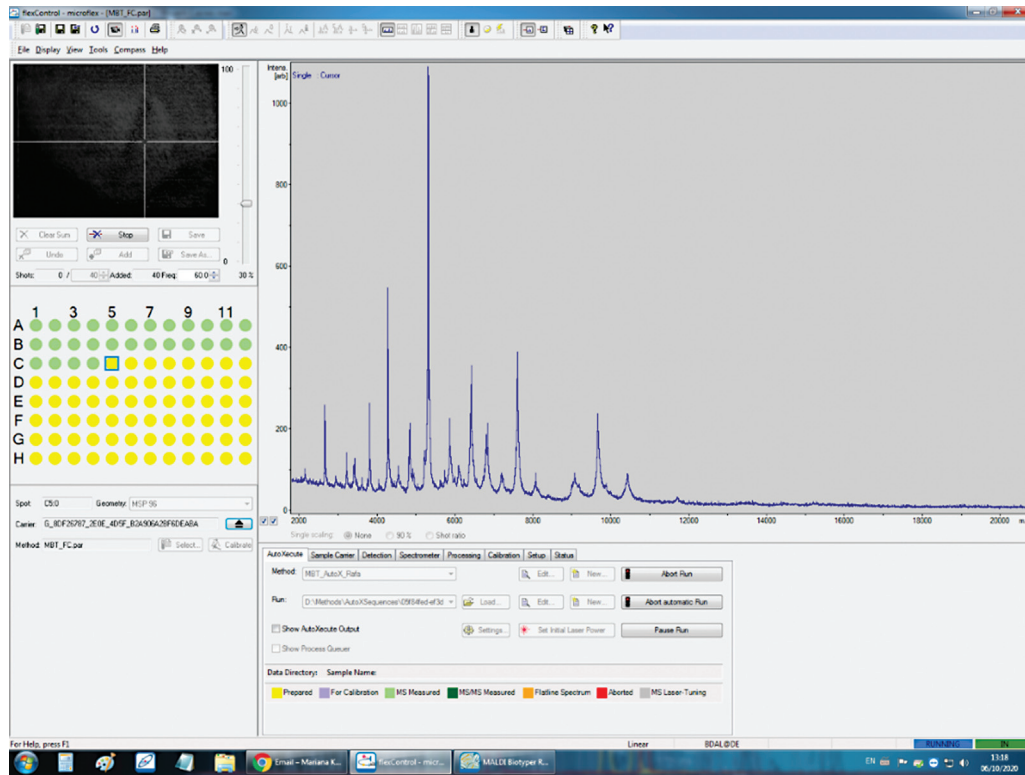 flexControl - microflex - [MBT_FC.par]
File Display View Tools Compass Help
100
Clear Sum Stop Save
Undo Add Save As...
0
Shots: 0 / 40 Added: 40 Freq: 60.0 30 %
1 3 5 7 9 11
A
B
C
D
E
F
G
H
Spot: C5:0 Geometry: MSP 96
Carrier:
Method: MBT_FC.par Select... Calibrate
Intens. [arb]
Single Cursor
1000
800
600
400
200
0
2000 4000 6000 8000 10000 12000 14000 16000 18000 20000
Single scaling: None 90 % Shot ratio
AutoXecute Sample Carrier Detection Spectrometer Processing Calibration Setup Status
Method: MBT_AutoX_Rafa Edit... New... Abort Run
Run: D:\Methods\AutoXSequences\ Load... Edit... New... Abort automatic Run
Show AutoXecute Output Settings... Set Initial Laser Power Pause Run
Show Process Queuer
Data Directory: Sample Name:
Prepared For Calibration MS Measured MS/MS Measured Flatline Spectrum Aborted MS Laser-Tuning
For Help, press F1 Linear BDAL@DE RUNNING IN
Email – Mariana K... flexControl - micr... MALDI Biotyper R... EN 13:18
06/10/2020